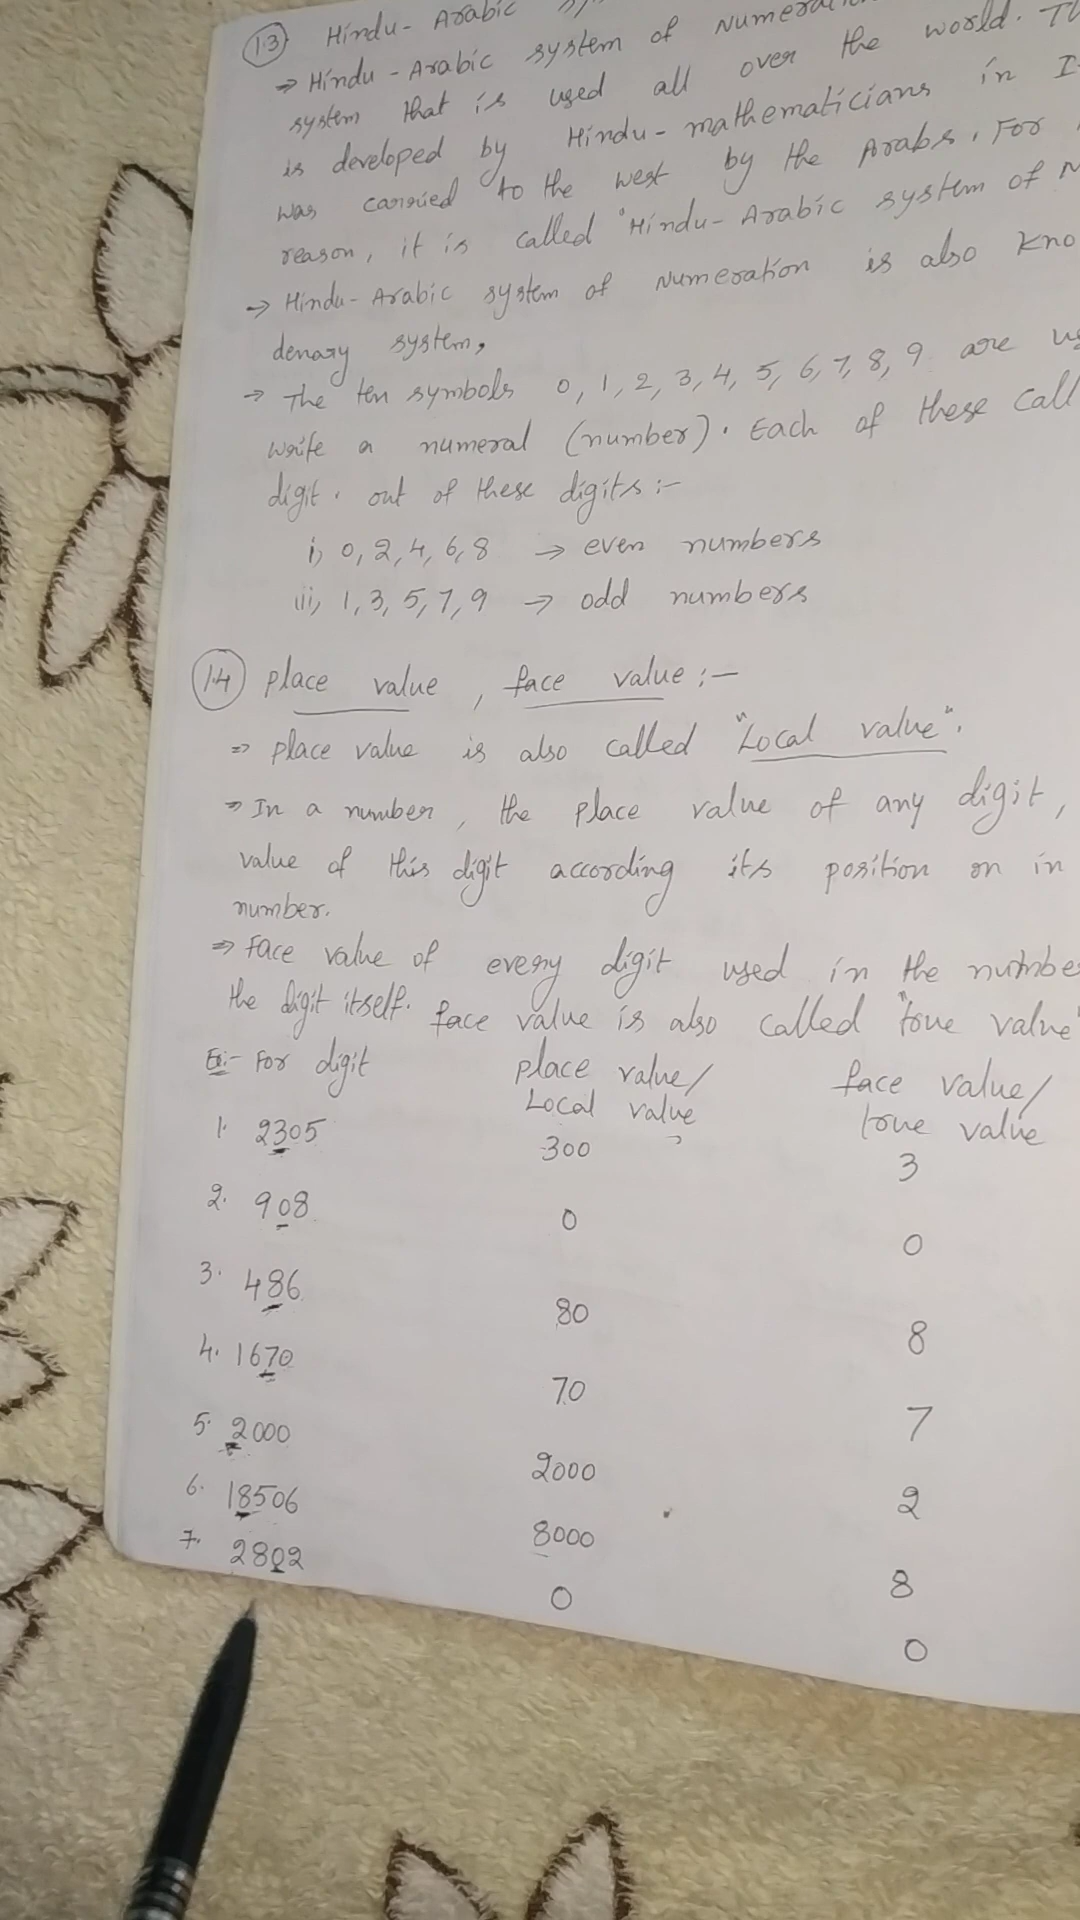 1.3 Hindu-Arabic
⇒ Hindu-Arabic system of Numera
system that is used all over the world. Th
is developed by Hindu-mathematicians in I
was carried to the west by the Arabs. For
reason, it is called "Hindu-Arabic system of N
→ Hindu-Arabic system of Numeration is also kno
denary system,
→ The ten symbols 0, 1, 2, 3, 4, 5, 6, 7, 8, 9 are us
write a numeral (number). Each of these call
digit. out of these digits :-
i) 0, 2, 4, 6, 8 → even numbers
iii) 1, 3, 5, 7, 9 → odd numbers
1.4 place value, face value :-
⇒ place value is also called "Local value".
⇒ In a number, the place value of any digit,
value of this digit according its position on in
number.
⇒ Face value of every digit used in the numbe
the digit itself. face value is also called "true value"
Ex:- For digit place value/ face value/
Local value true value
1. 2305 300 3
2. 908 0 0
3. 486 80 8
4. 1670 70 7
5. 2000 2000 2
6. 18506 8000 8
7. 2802 0 0